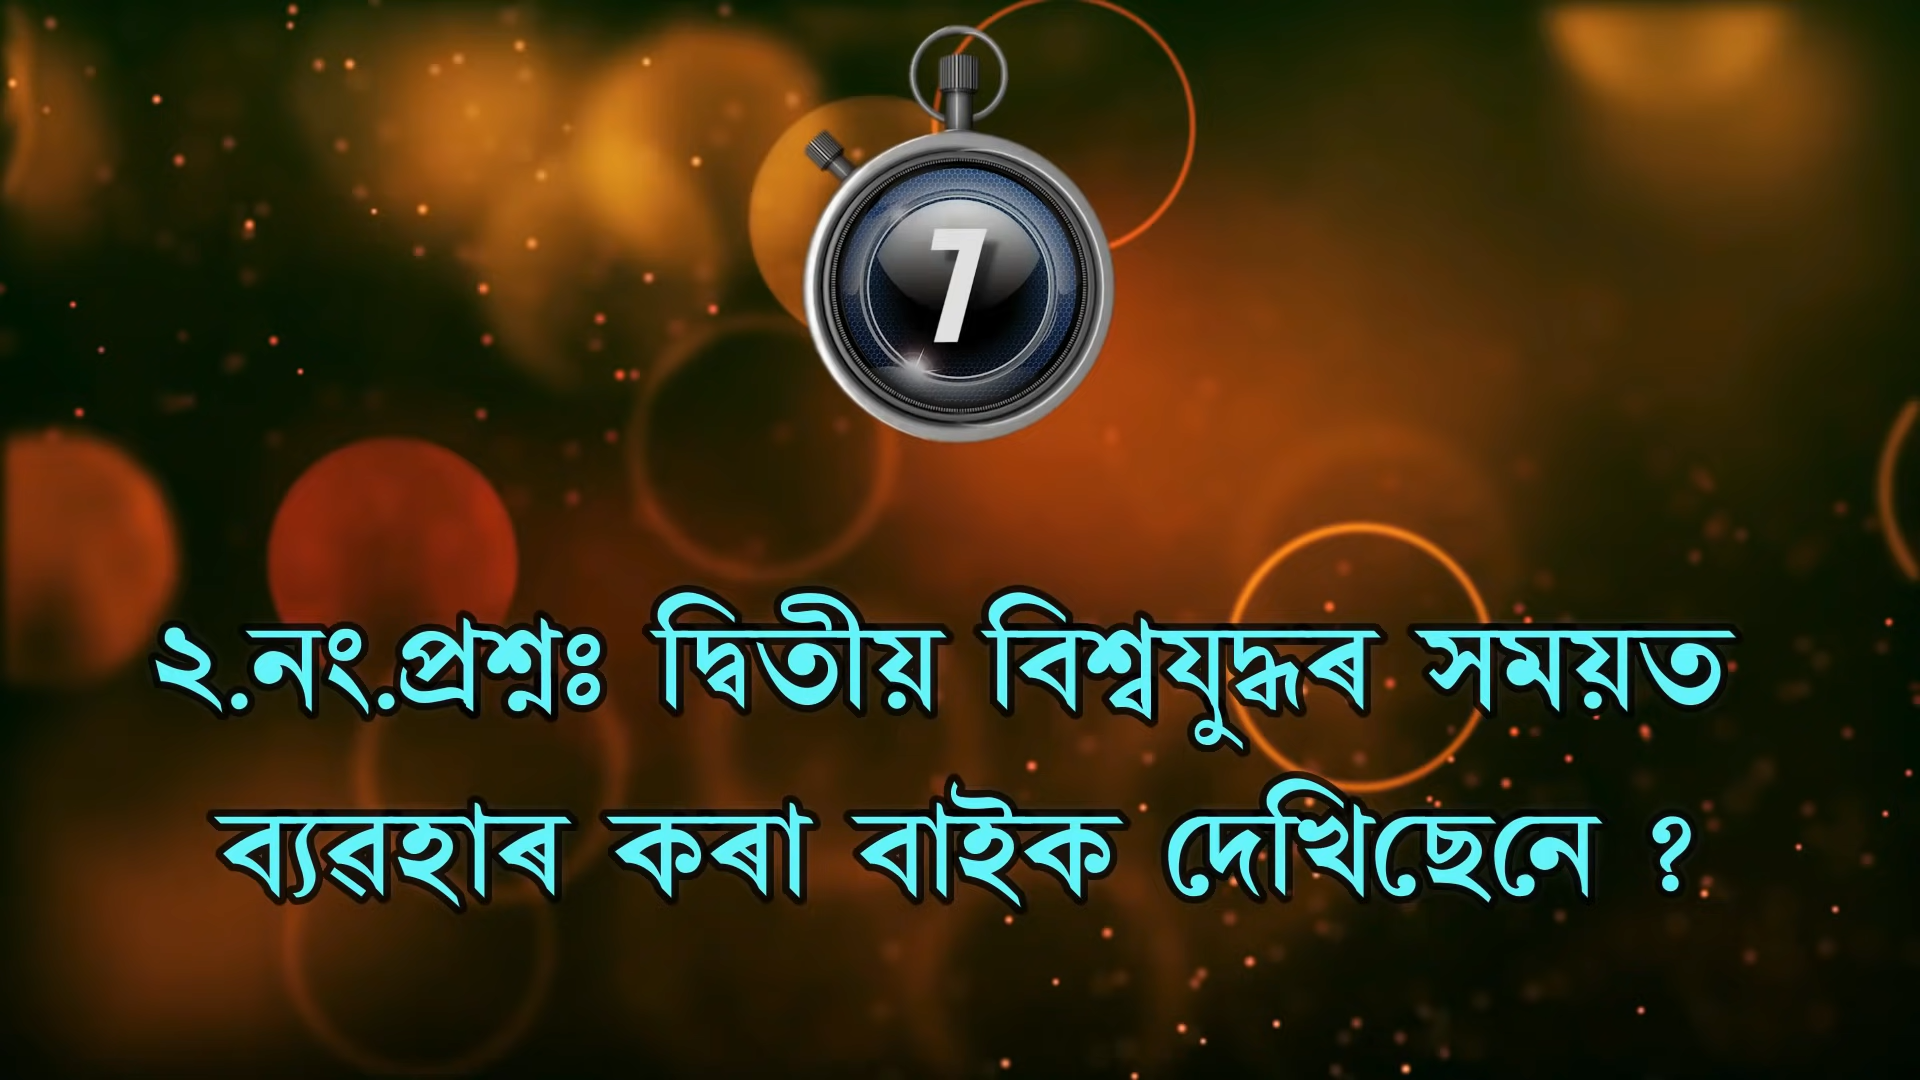 7
২.নং.প্ৰশ্নঃ দ্বিতীয় বিশ্বযুদ্ধৰ সময়ত
ব্যৱহাৰ কৰা বাইক দেখিছেনে ?